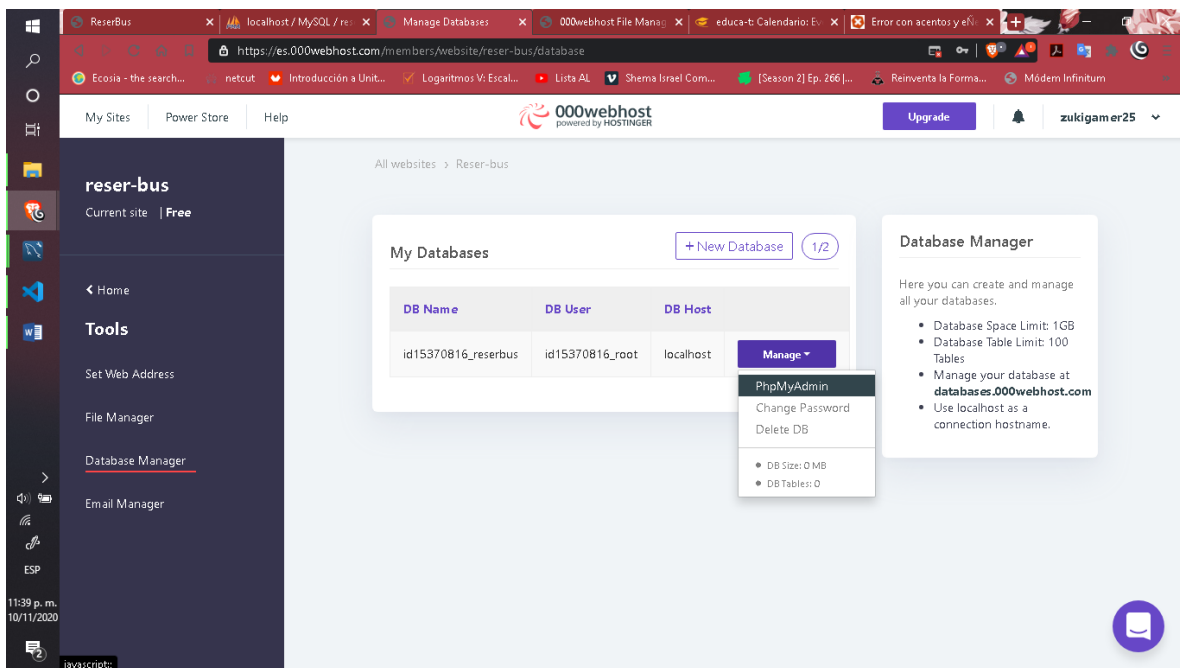 ReserBus
localhost / MySQL / res
Manage Databases
000webhost File Manag
educa-t: Calendario: Ev
Error con acentos y eÑe
https://es.000webhost.com/members/website/reser-bus/database
Ecosia - the search...
netcut
Introducción a Unit...
Logaritmos V: Escal...
Lista AL
Shema Israel Com...
[Season 2] Ep. 266 |...
Reinventa la Forma...
Módem Infinitum
My Sites
Power Store
Help
000webhost
powered by HOSTINGER
Upgrade
zukigamer25
reser-bus
Current site | Free
Home
Tools
Set Web Address
File Manager
Database Manager
Email Manager
All websites > Reser-bus
My Databases
+ New Database
1/2
DB Name DB User DB Host
id15370816_reserbus id15370816_root localhost Manage
PhpMyAdmin
Change Password
Delete DB
DB Size: 0 MB
DB Tables: 0
Database Manager
Here you can create and manage
all your databases.
Database Space Limit: 1GB
Database Table Limit: 100
Tables
Manage your database at
databases.000webhost.com
Use localhost as a
connection hostname.
ESP
11:39 p. m.
10/11/2020
2
javascript:;